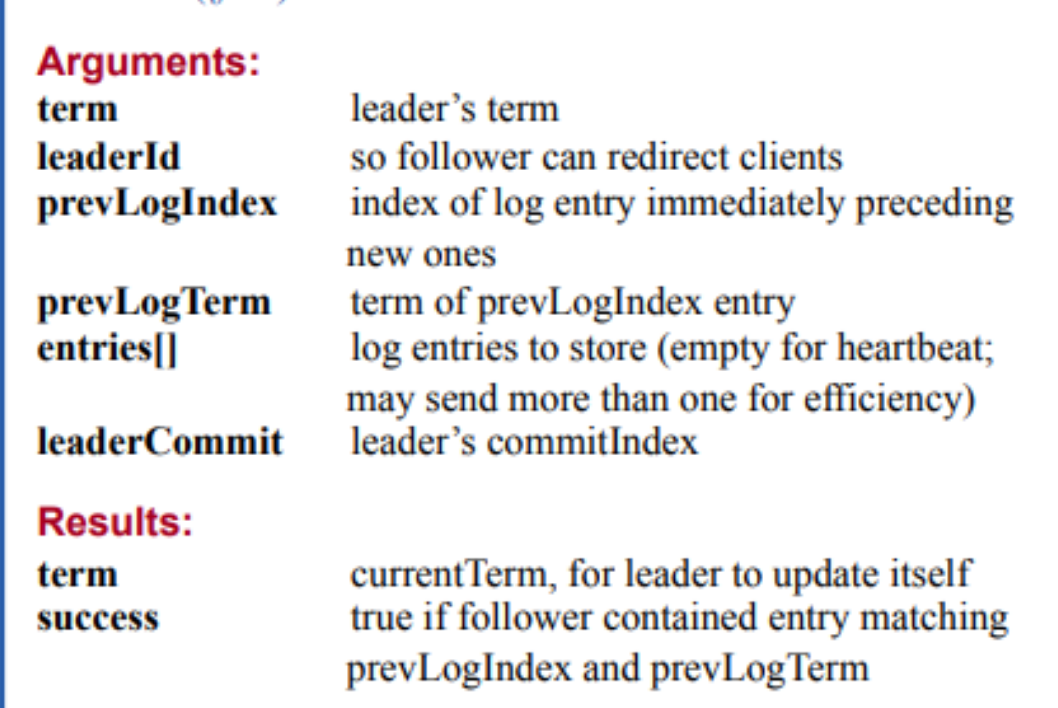 Arguments:
term leader's term
leaderId so follower can redirect clients
prevLogIndex index of log entry immediately preceding
new ones
prevLogTerm term of prevLogIndex entry
entries[] log entries to store (empty for heartbeat;
may send more than one for efficiency)
leaderCommit leader's commitIndex
Results:
term currentTerm, for leader to update itself
success true if follower contained entry matching
prevLogIndex and prevLogTerm